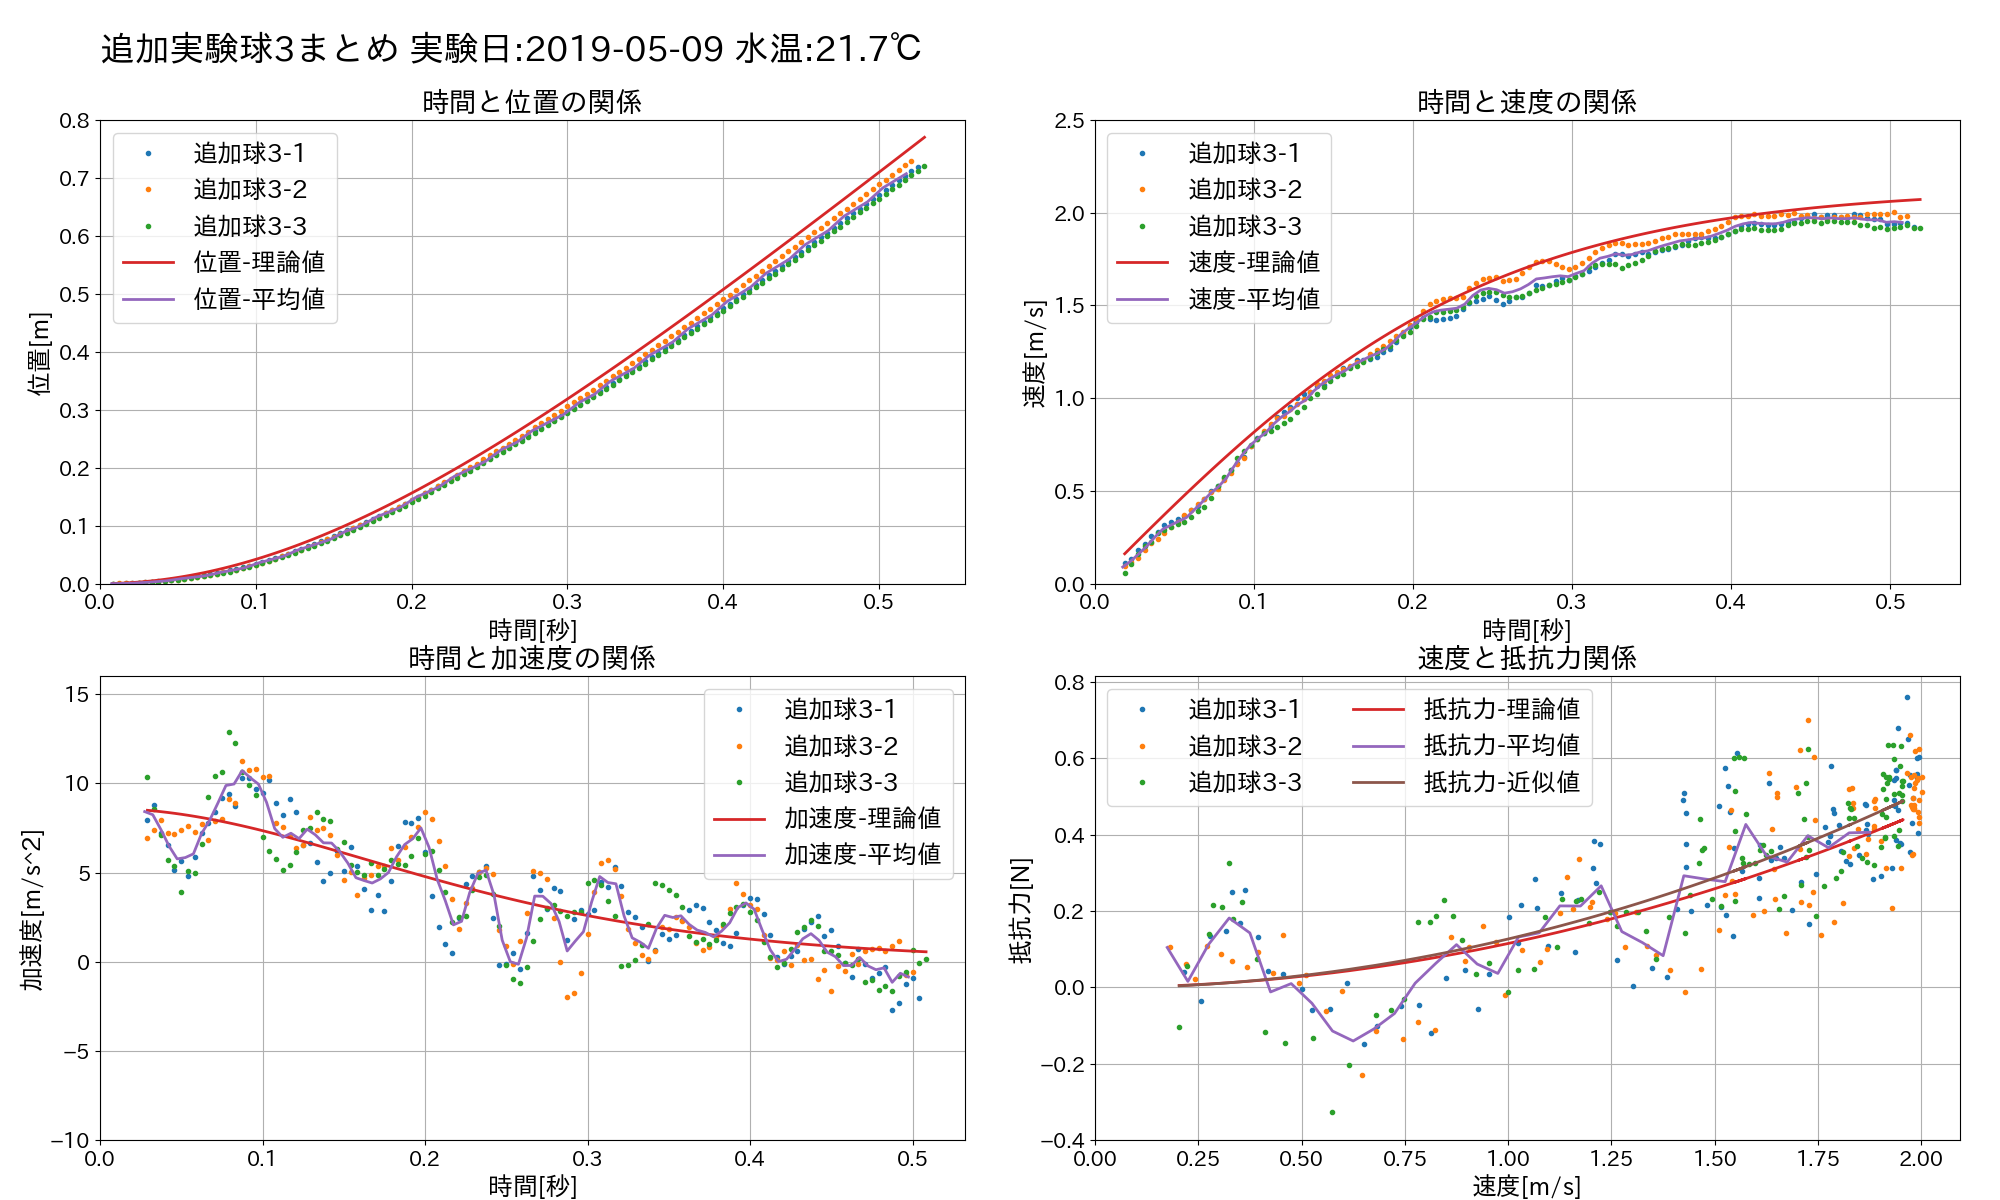 追加実験球3まとめ 実験日:2019-05-09 水温:21.7℃
時間と位置の関係
位置[m]
0.8
0.7
0.6
0.5
0.4
0.3
0.2
0.1
0.0
追加球3-1
追加球3-2
追加球3-3
位置-理論値
位置-平均値
0.0 0.1 0.2 0.3 0.4 0.5
時間[秒]
時間と速度の関係
速度[m/s]
2.5
2.0
1.5
1.0
0.5
0.0
追加球3-1
追加球3-2
追加球3-3
速度-理論値
速度-平均値
0.0 0.1 0.2 0.3 0.4 0.5
時間[秒]
時間と加速度の関係
加速度[m/s^2]
15
10
5
0
−5
−10
追加球3-1
追加球3-2
追加球3-3
加速度-理論値
加速度-平均値
0.0 0.1 0.2 0.3 0.4 0.5
時間[秒]
速度と抵抗力関係
抵抗力[N]
0.8
0.6
0.4
0.2
0.0
−0.2
−0.4
追加球3-1 抵抗力-理論値
追加球3-2 抵抗力-平均値
追加球3-3 抵抗力-近似値
0.00 0.25 0.50 0.75 1.00 1.25 1.50 1.75 2.00
速度[m/s]